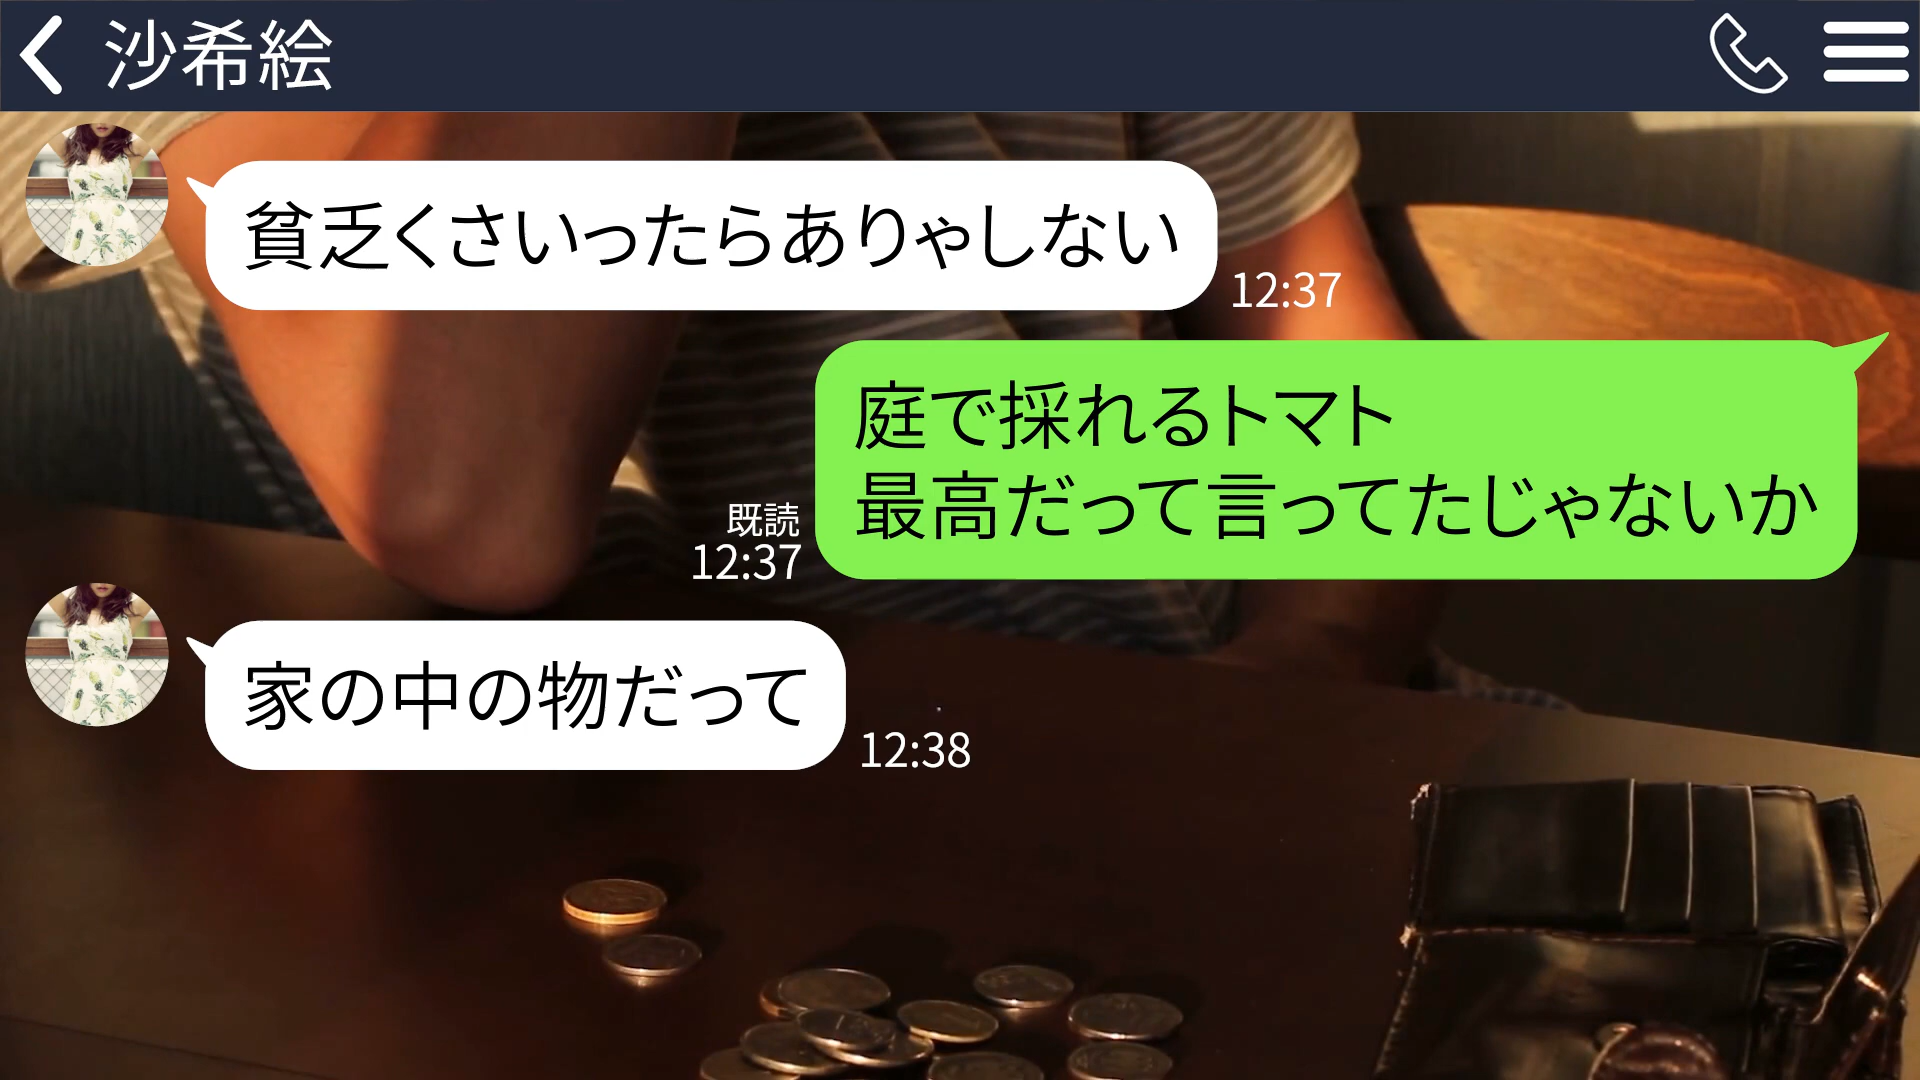 沙希絵
貧乏くさいったらありゃしない
12:37
庭で採れるトマト
最高だって言ってたじゃないか
既読
12:37
家の中の物だって
12:38